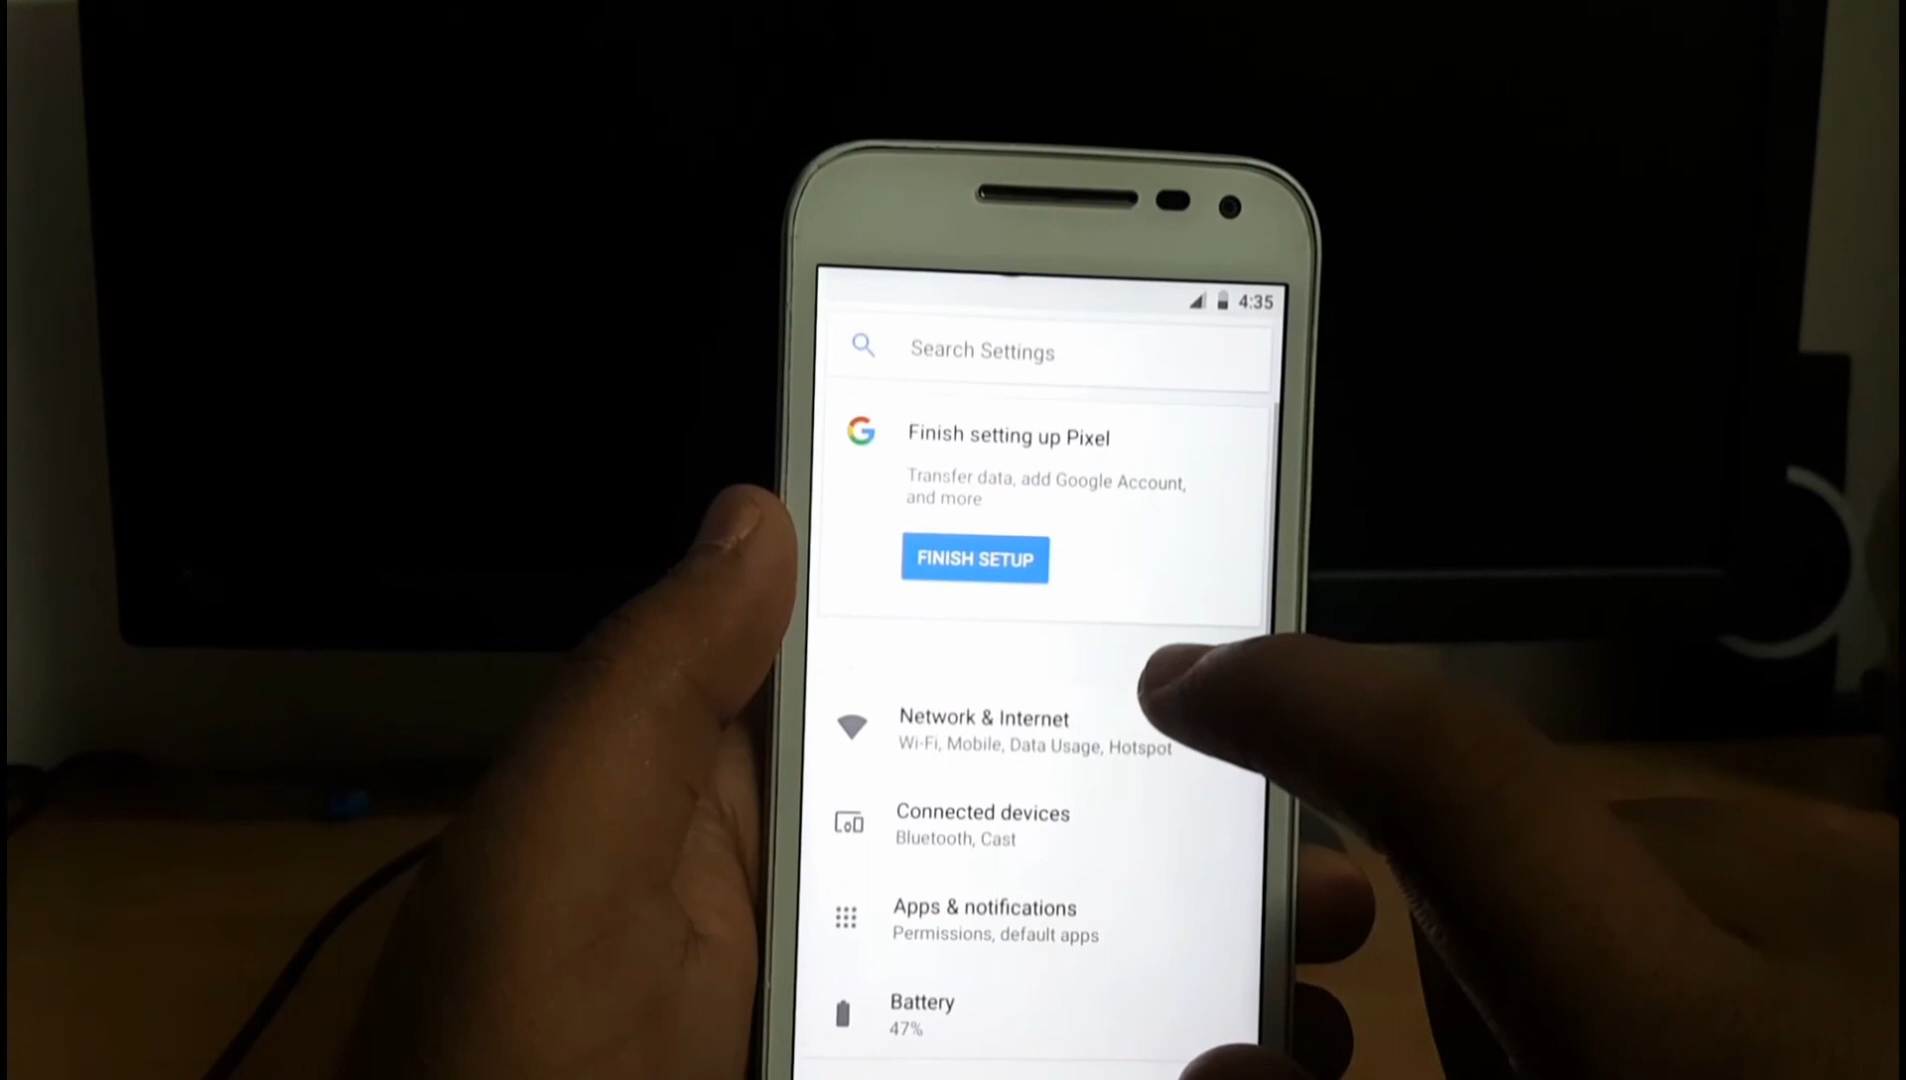 4:35
Search Settings
Finish setting up Pixel
Transfer data, add Google Account,
and more
FINISH SETUP
Network & Internet
Wi-Fi, Mobile, Data Usage, Hotspot
Connected devices
Bluetooth, Cast
Apps & notifications
Permissions, default apps
Battery
47%